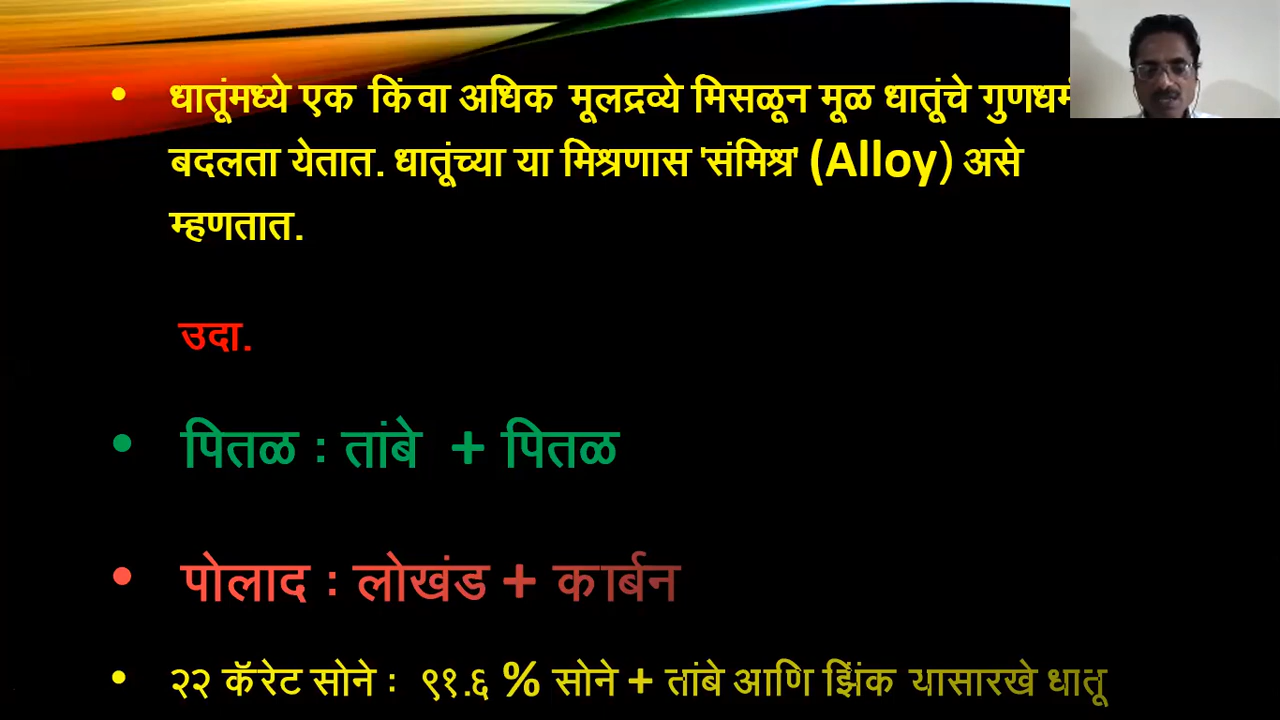 • धातूंमध्ये एक किंवा अधिक मूलद्रव्ये मिसळून मूळ धातूंचे गुणधर्म
बदलता येतात. धातूंच्या या मिश्रणास 'संमिश्र' (Alloy) असे
म्हणतात.
उदा.
• पितळ : तांबे + पितळ
• पोलाद : लोखंड + कार्बन
• २२ कॅरेट सोने : ९१.६ % सोने + तांबे आणि झिंक यासारखे धातू